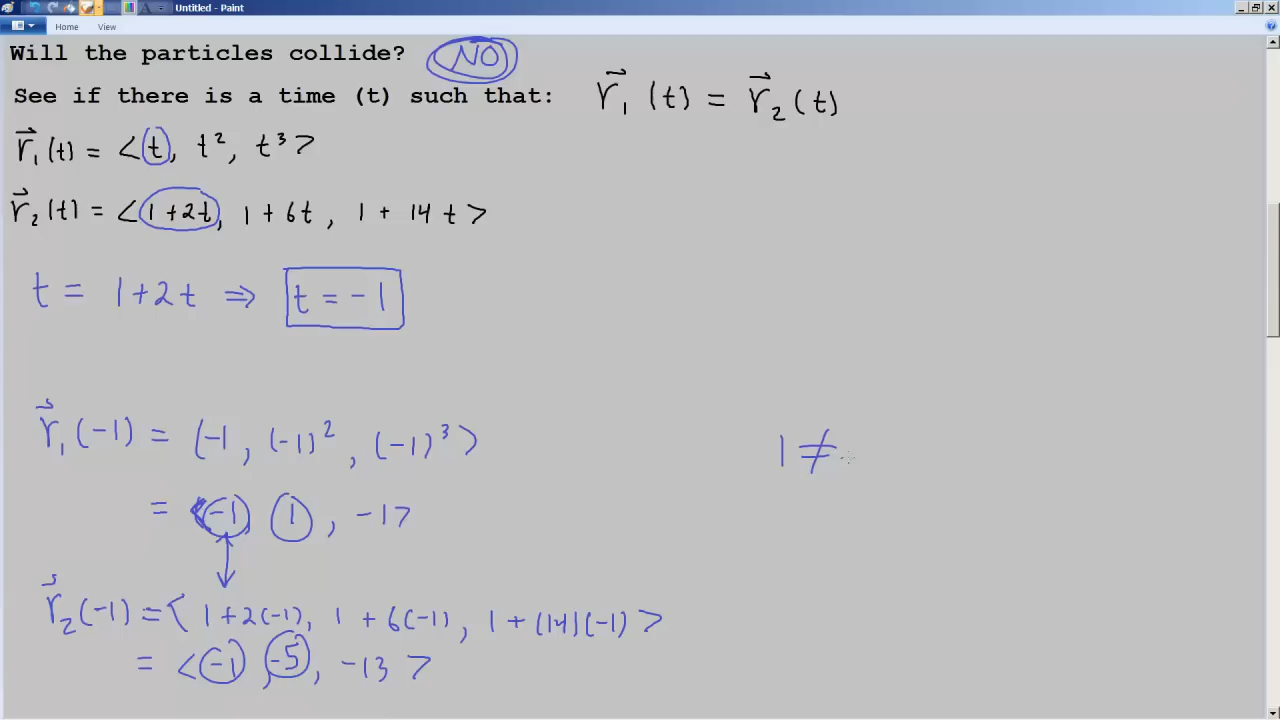 Untitled - Paint
Home View
Will the particles collide? NO
See if there is a time (t) such that: r⃗₁(t) = r⃗₂(t)
r⃗₁(t) = <t, t², t³>
r⃗₂(t) = <1+2t, 1+6t, 1+14t>
t = 1+2t ⇒ t = -1
r⃗₁(-1) = (-1, (-1)², (-1)³>
1 ≠
= <-1, 1, -1>
r⃗₂(-1) = <1+2(-1), 1+6(-1), 1+(14)(-1)>
= <-1, -5, -13>